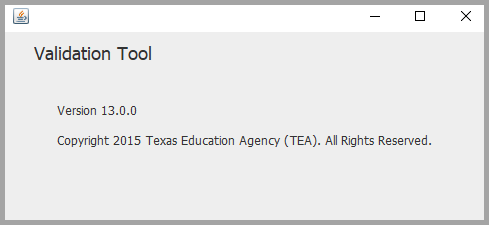 Validation Tool
Version 13.0.0
Copyright 2015 Texas Education Agency (TEA). All Rights Reserved.